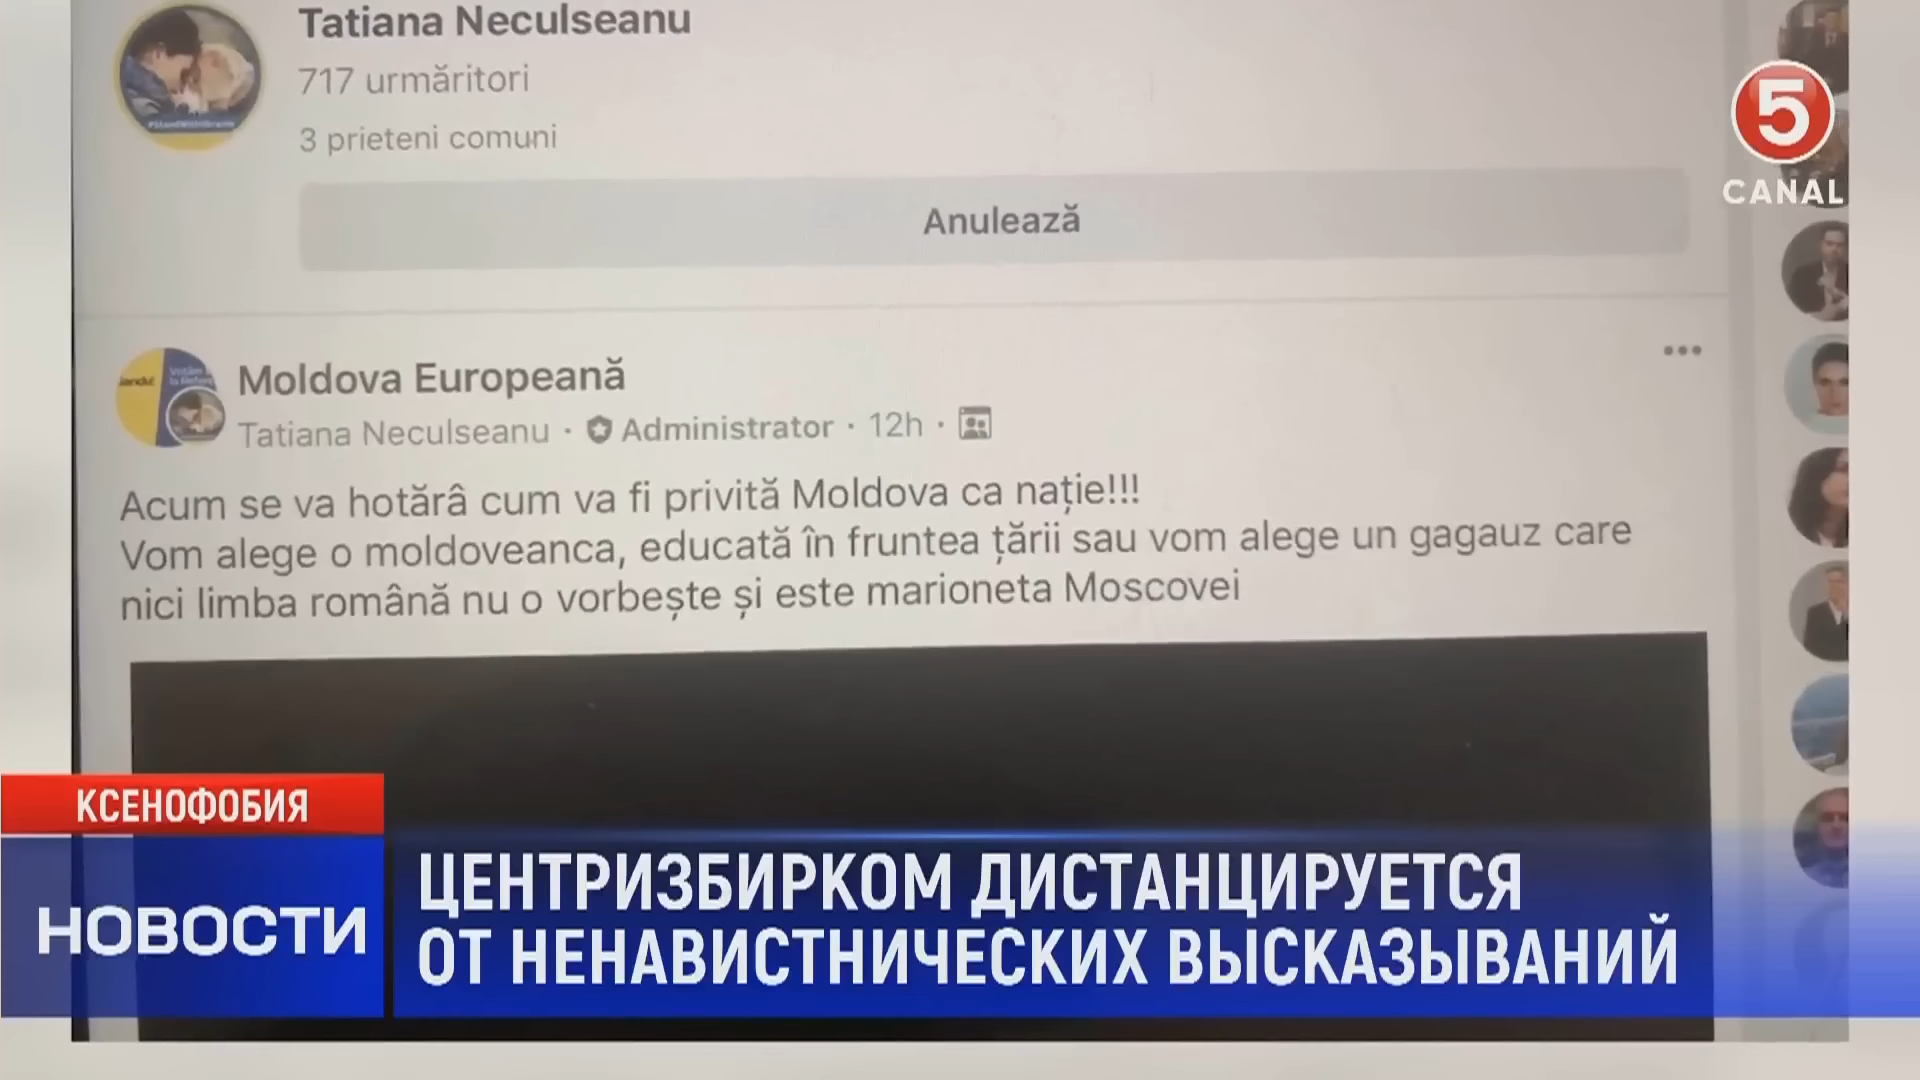 Tatiana Neculseanu
717 urmăritori
3 prieteni comuni
Anulează
5
CANAL
Moldova Europeană
Tatiana Neculseanu · Administrator · 12h ·
Acum se va hotărâ cum va fi privită Moldova ca nație!!!
Vom alege o moldoveanca, educată în fruntea țării sau vom alege un gagauz care
nici limba română nu o vorbește și este marioneta Moscovei
КСЕНОФОБИЯ
НОВОСТИ
ЦЕНТРИЗБИРКОМ ДИСТАНЦИРУЕТСЯ
ОТ НЕНАВИСТНИЧЕСКИХ ВЫСКАЗЫВАНИЙ